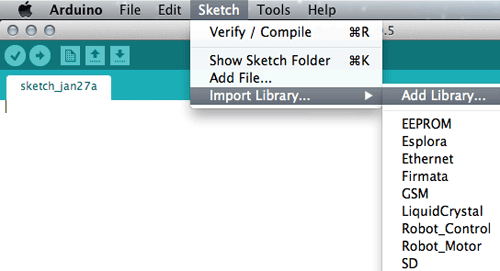 Arduino File Edit Sketch Tools Help
.5
Verify / Compile ⌘R
Show Sketch Folder ⌘K
Add File...
Import Library...
Add Library...
sketch_jan27a
EEPROM
Esplora
Ethernet
Firmata
GSM
LiquidCrystal
Robot_Control
Robot_Motor
SD